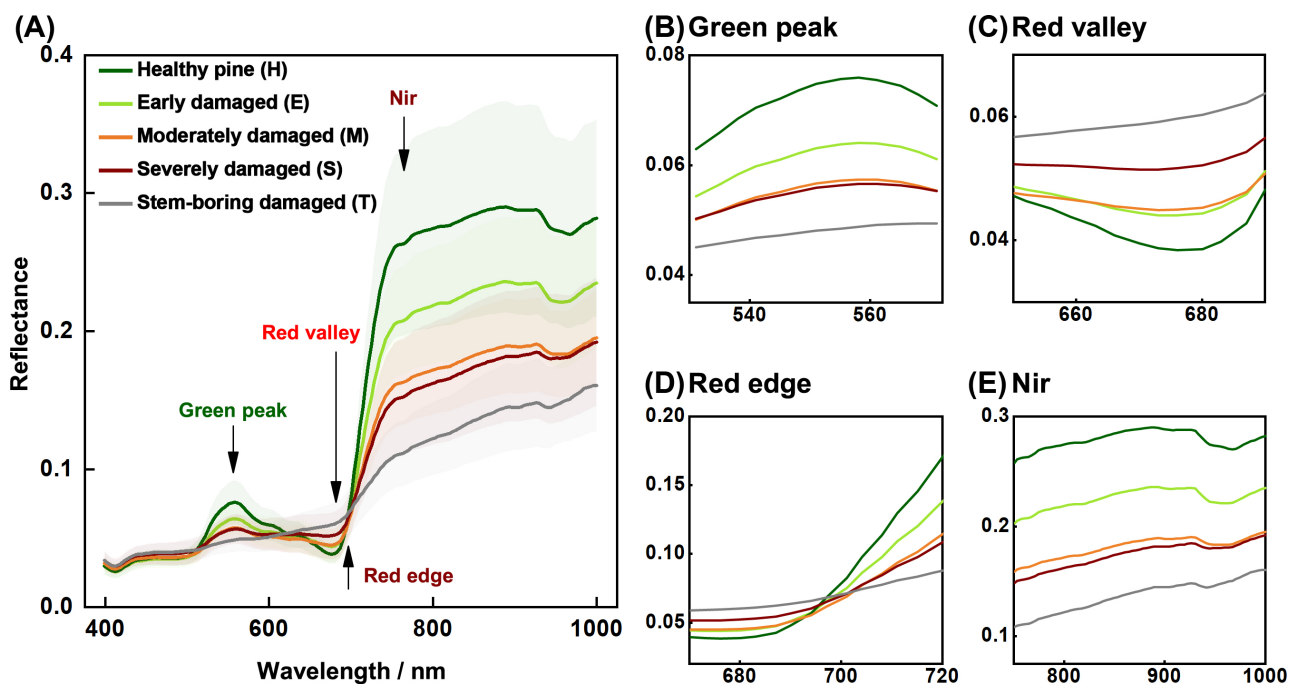 (A)
0.4
0.3
0.2
0.1
0.0
Reflectance
400
600
800
1000
Wavelength / nm
Healthy pine (H)
Early damaged (E)
Moderately damaged (M)
Severely damaged (S)
Stem-boring damaged (T)
Nir
Red valley
Green peak
Red edge
(B) Green peak
0.08
0.06
0.04
540
560
(C) Red valley
0.06
0.04
660
680
(D) Red edge
0.20
0.15
0.10
0.05
680
700
720
(E) Nir
0.3
0.2
0.1
800
900
1000